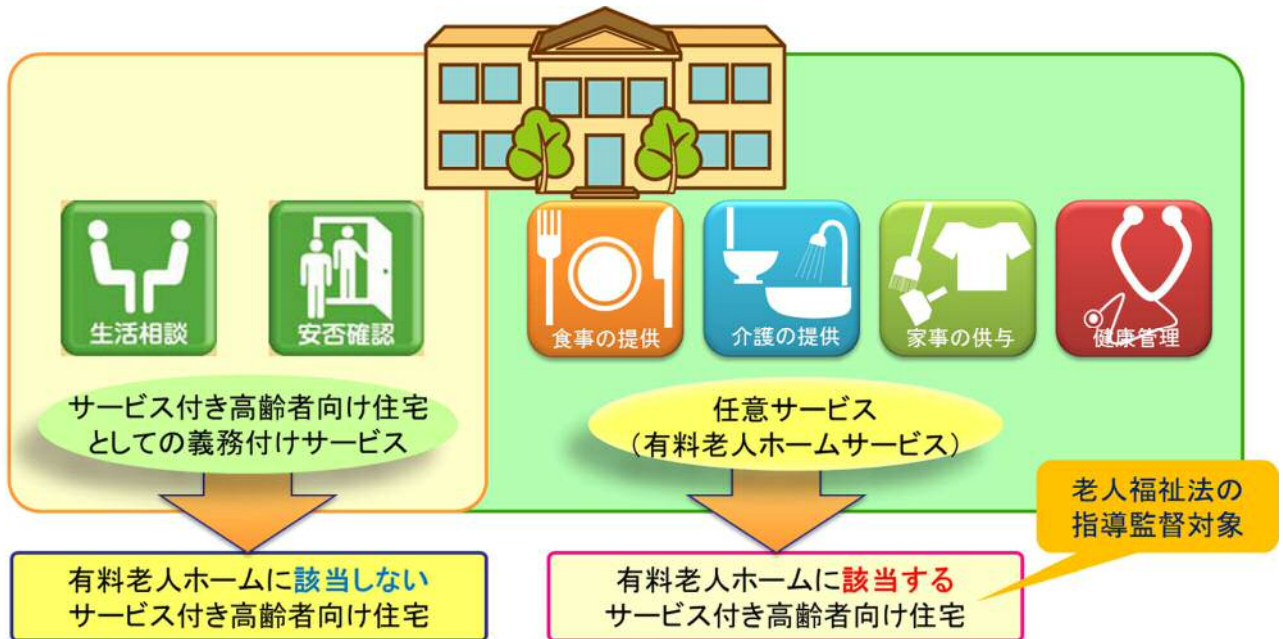 生活相談
安否確認
食事の提供
介護の提供
家事の供与
健康管理
サービス付き高齢者向け住宅
としての義務付けサービス
任意サービス
(有料老人ホームサービス)
老人福祉法の
指導監督対象
有料老人ホームに該当しない
サービス付き高齢者向け住宅
有料老人ホームに該当する
サービス付き高齢者向け住宅